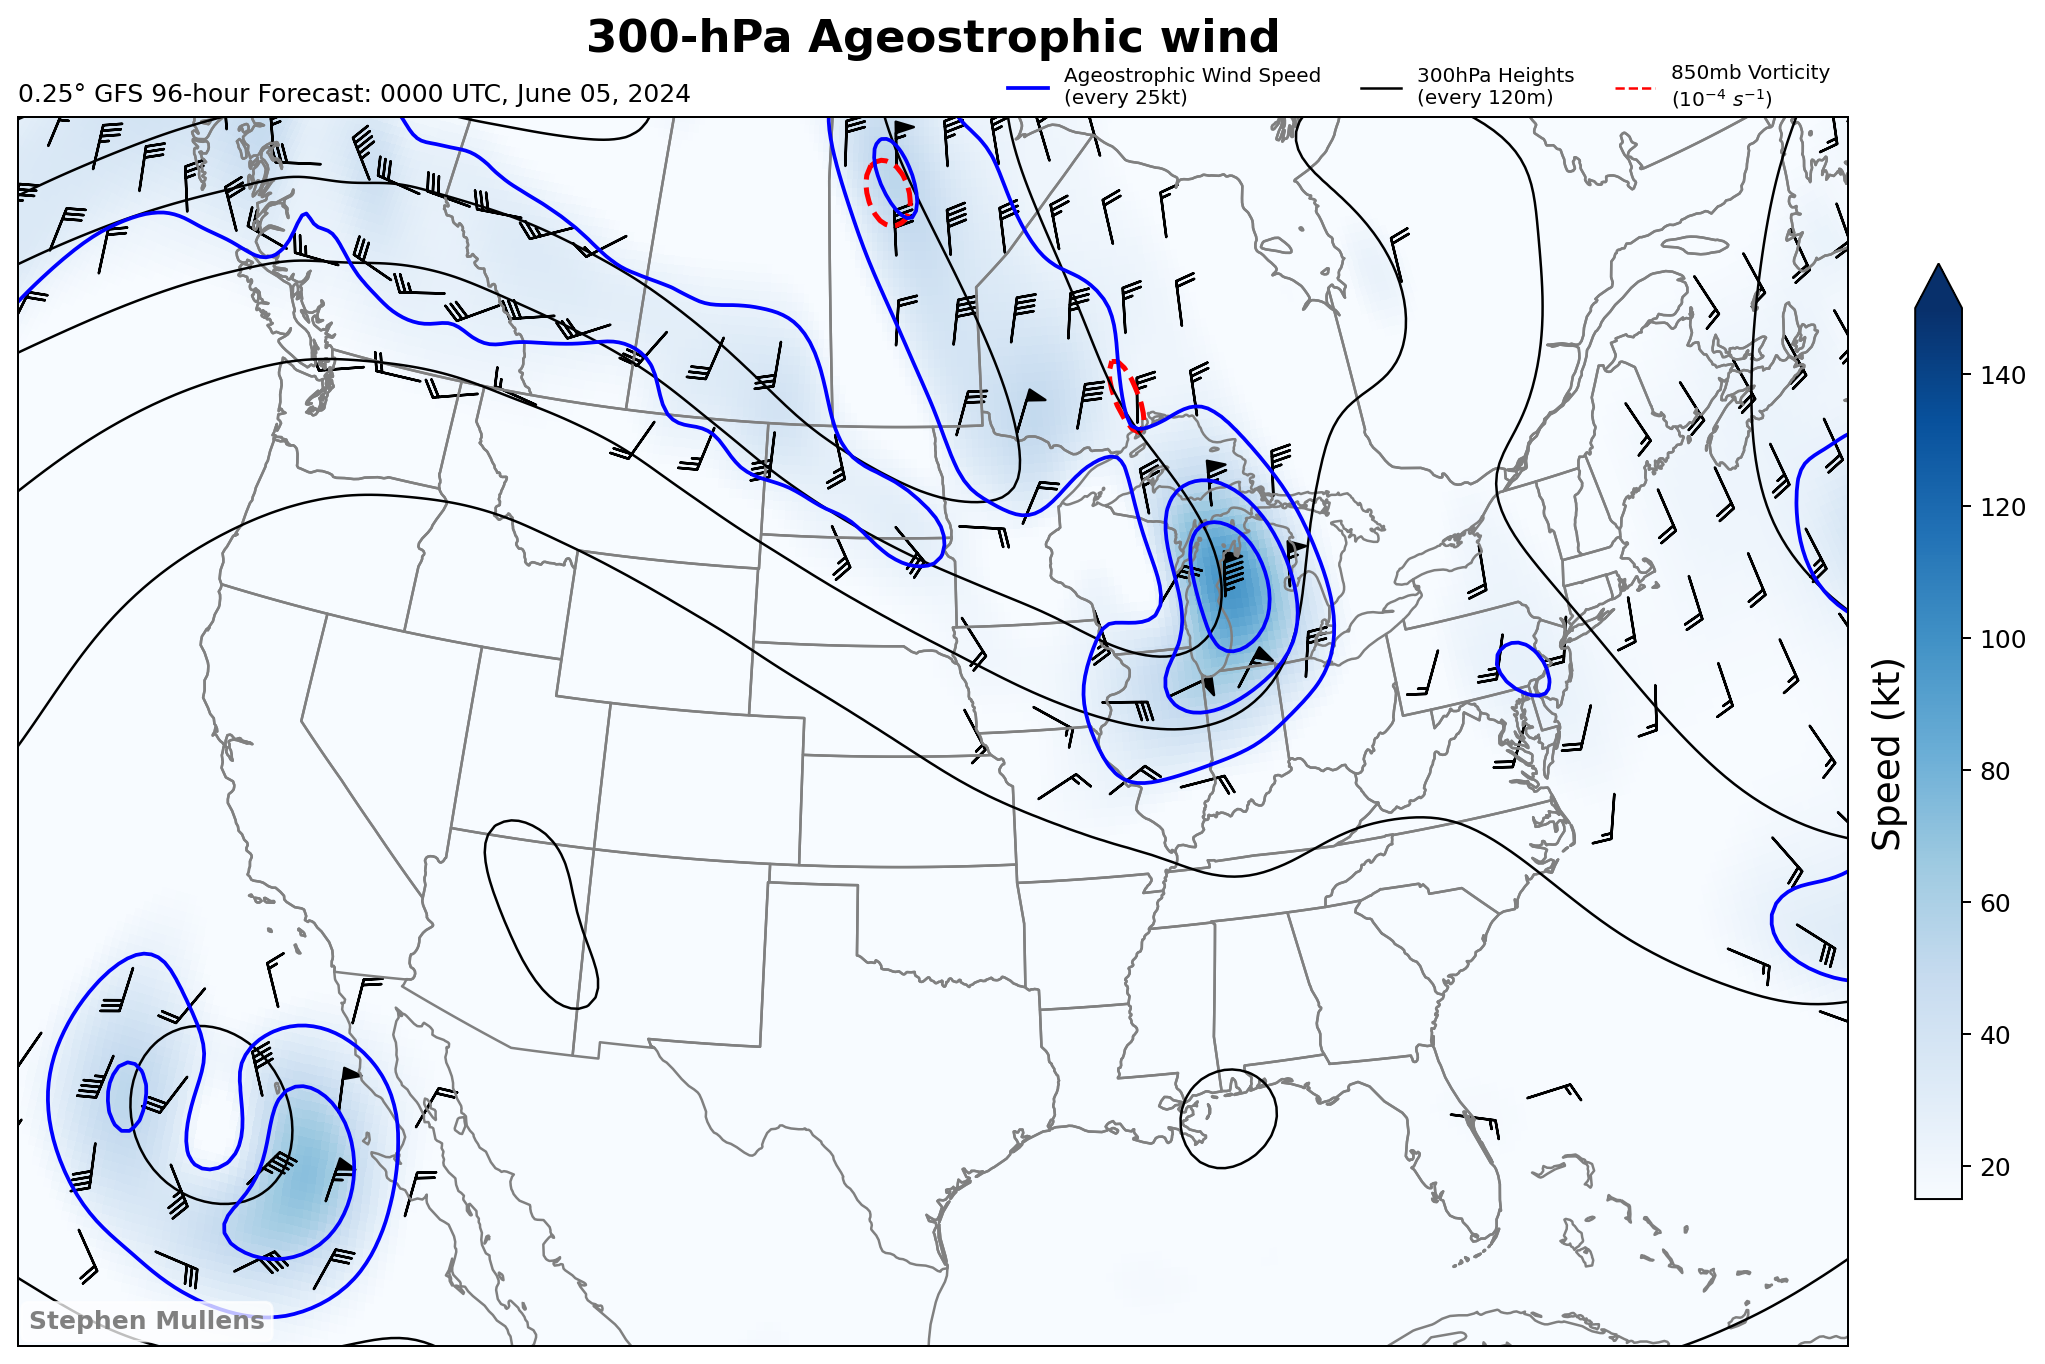 300-hPa Ageostrophic wind
0.25° GFS 96-hour Forecast: 0000 UTC, June 05, 2024
Ageostrophic Wind Speed
(every 25kt)
300hPa Heights
(every 120m)
850mb Vorticity
(10⁻⁴ s⁻¹)
140
120
100
80
60
40
20
Speed (kt)
Stephen Mullens